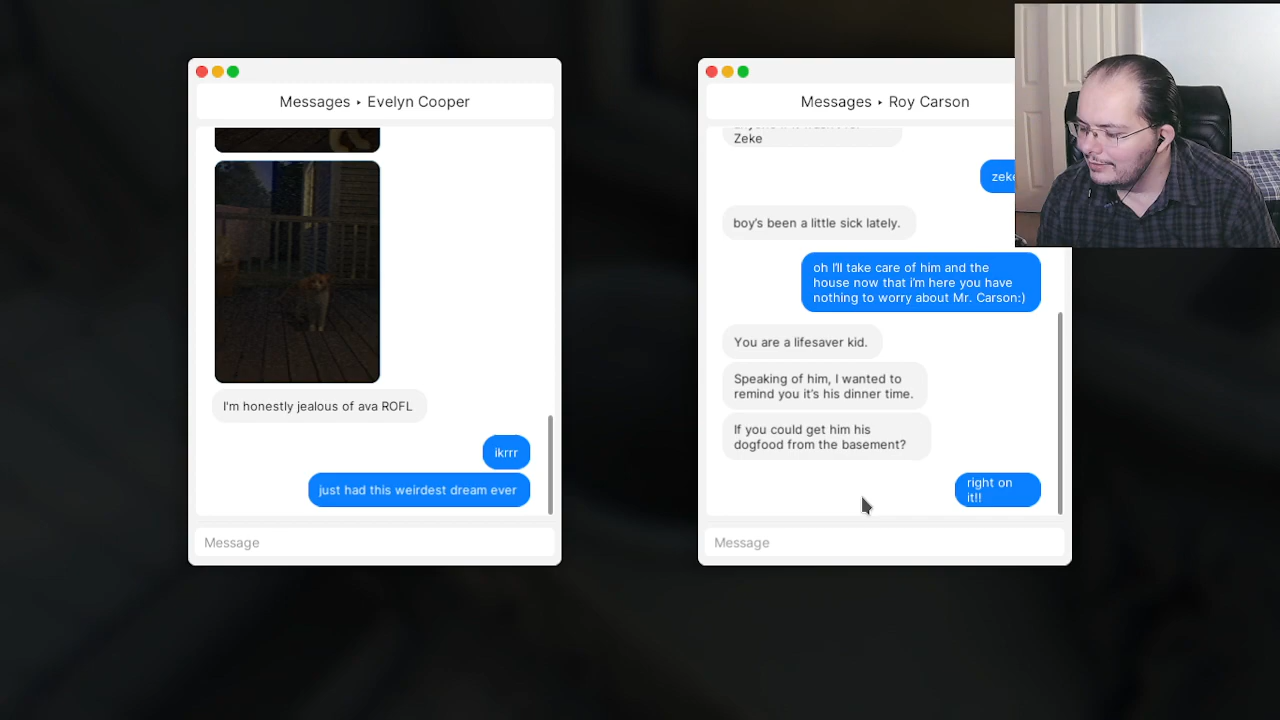 Messages ‣ Evelyn Cooper
I'm honestly jealous of ava ROFL
ikrrr
just had this weirdest dream ever
Message
Messages ‣ Roy Carson
Zeke
zeke
boy's been a little sick lately.
oh I'll take care of him and the
house now that i'm here you have
nothing to worry about Mr. Carson:)
You are a lifesaver kid.
Speaking of him, I wanted to
remind you it's his dinner time.
If you could get him his
dogfood from the basement?
right on
it!!
Message